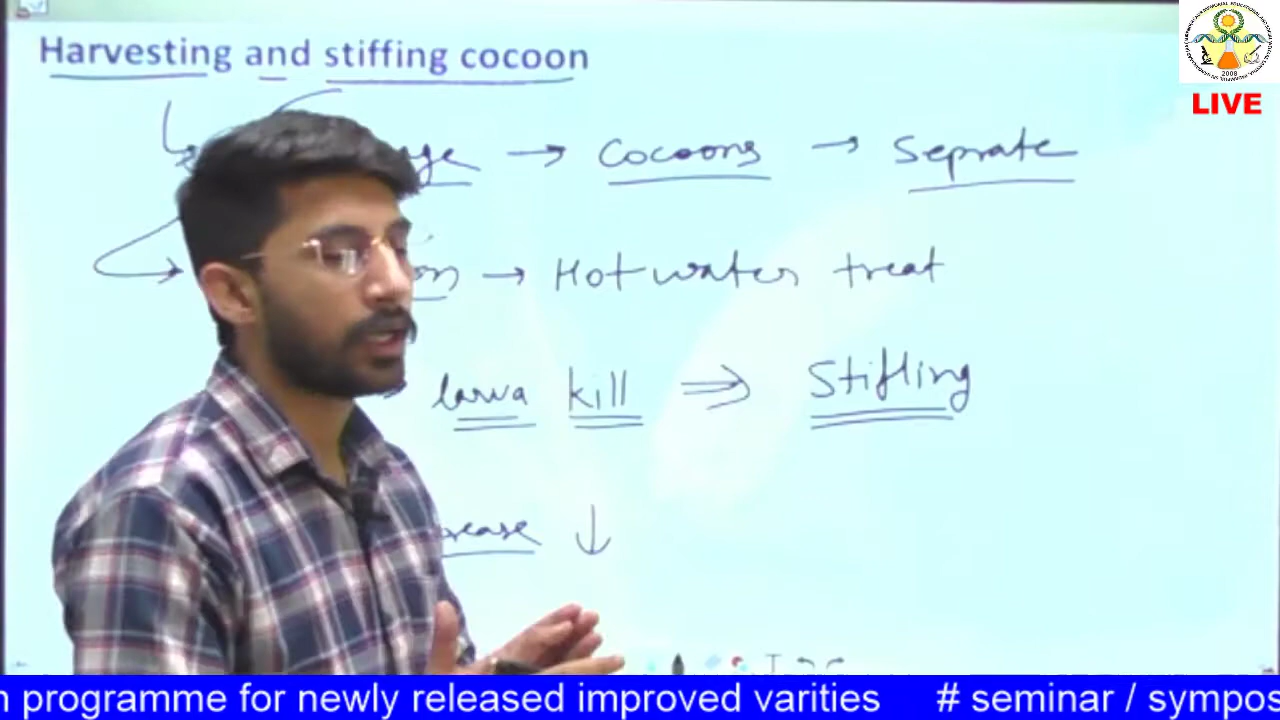 Harvesting and stiffing cocoon
→ Cocoons → Seprate
→ Hot water treat
larva kill ⇒ Stifling
↓
2008
LIVE
programme for newly released improved varities # seminar /